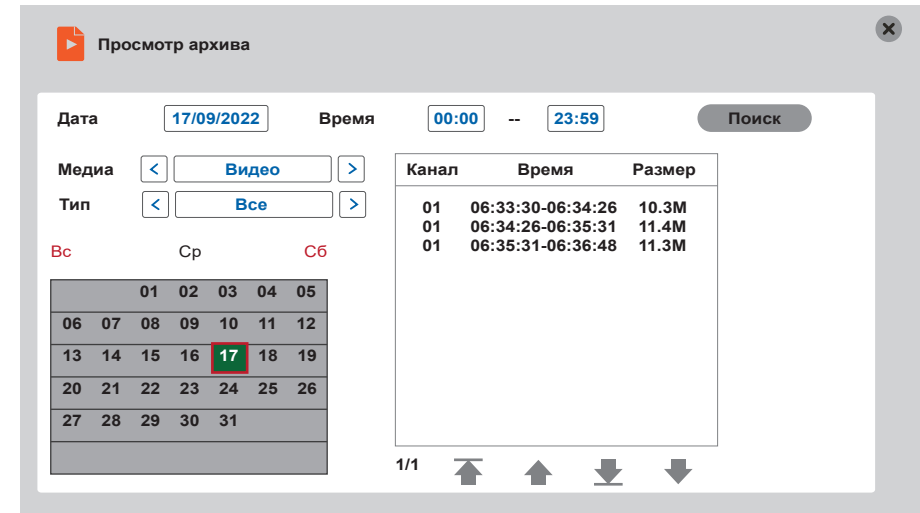 Просмотр архива
Дата 17/09/2022 Время 00:00 -- 23:59 Поиск
Медиа < Видео >
Тип < Все >
Вс Ср Сб
01 02 03 04 05
06 07 08 09 10 11 12
13 14 15 16 17 18 19
20 21 22 23 24 25 26
27 28 29 30 31
Канал Время Размер
01 06:33:30-06:34:26 10.3M
01 06:34:26-06:35:31 11.4M
01 06:35:31-06:36:48 11.3M
1/1